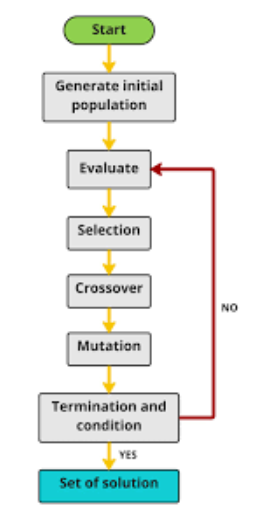 Start
Generate initial
population
Evaluate
Selection
Crossover
NO
Mutation
Termination and
condition
YES
Set of solution